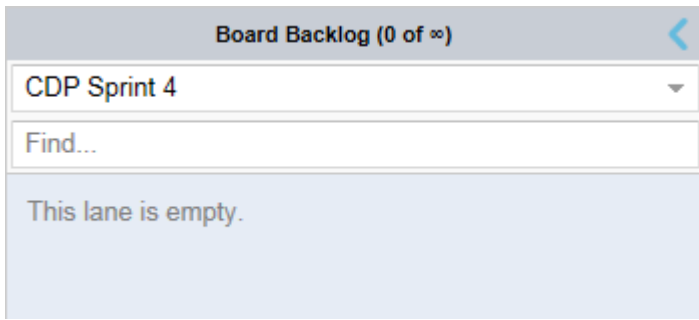 Board Backlog (0 of ∞)
CDP Sprint 4
Find...
This lane is empty.